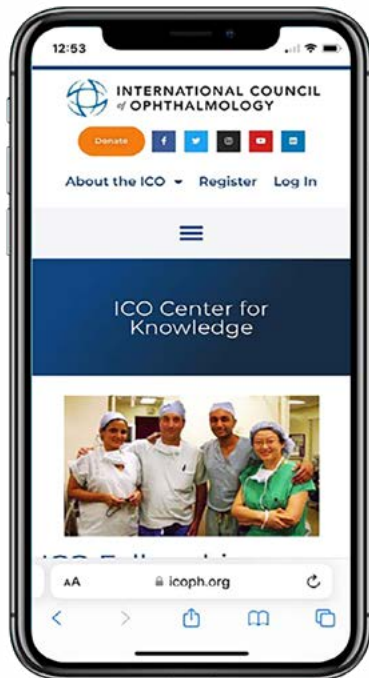 12:53
INTERNATIONAL COUNCIL
of OPHTHALMOLOGY
Donate
About the ICO Register Log In
ICO Center for
Knowledge
AA icoph.org